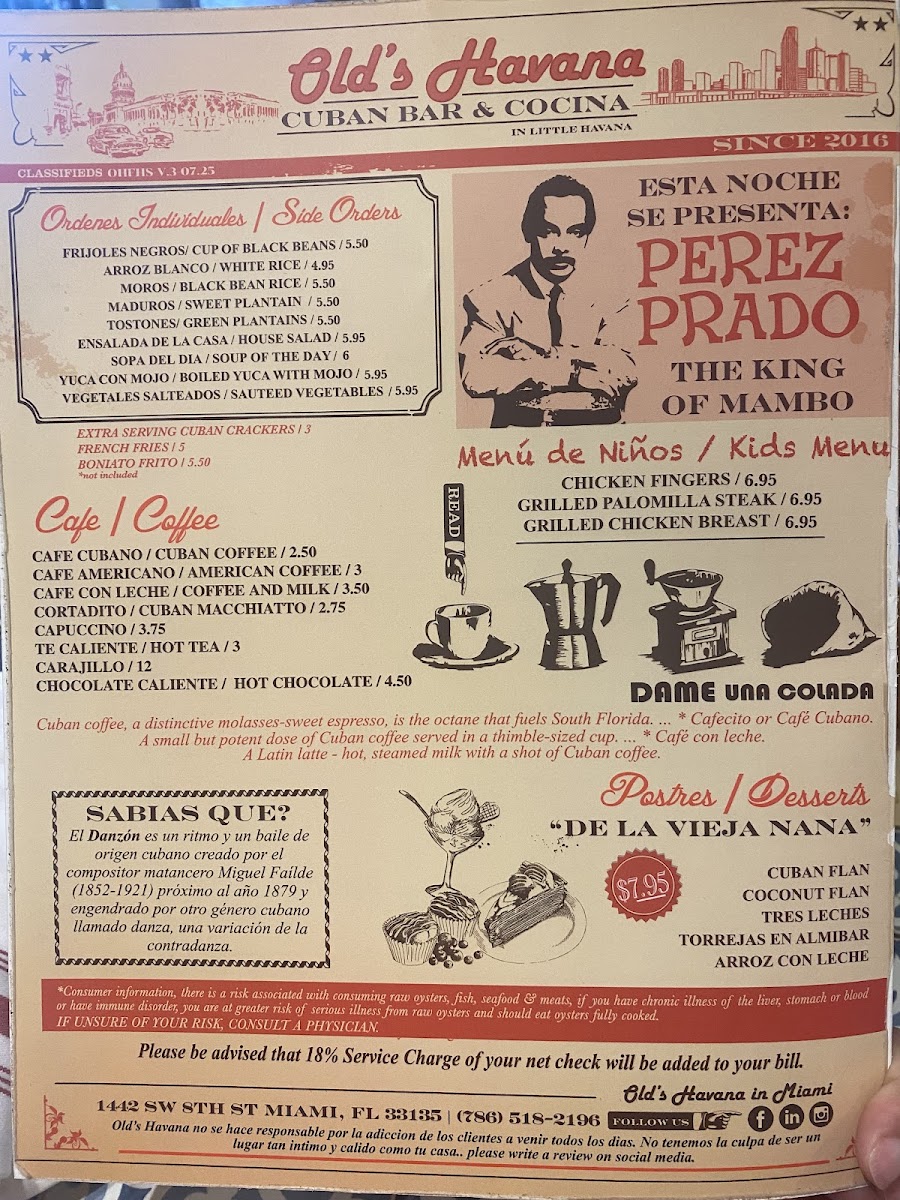 Old's Havana
CUBAN BAR & COCINA
IN LITTLE HAVANA
SINCE 2016
CLASSIFIEDS OHFHS V.3 07.25
Ordenes Individuales / Side Orders
FRIJOLES NEGROS/ CUP OF BLACK BEANS / 5.50
ARROZ BLANCO / WHITE RICE / 4.95
MOROS / BLACK BEAN RICE / 5.50
MADUROS / SWEET PLANTAIN / 5.50
TOSTONES/ GREEN PLANTAINS / 5.50
ENSALADA DE LA CASA / HOUSE SALAD / 5.95
SOPA DEL DIA / SOUP OF THE DAY / 6
YUCA CON MOJO / BOILED YUCA WITH MOJO / 5.95
VEGETALES SALTEADOS / SAUTEED VEGETABLES / 5.95
EXTRA SERVING CUBAN CRACKERS / 3
FRENCH FRIES / 5
BONIATO FRITO / 5.50
*not included
ESTA NOCHE
SE PRESENTA:
PEREZ
PRADO
THE KING
OF MAMBO
Menú de Niños / Kids Menu
CHICKEN FINGERS / 6.95
GRILLED PALOMILLA STEAK / 6.95
GRILLED CHICKEN BREAST / 6.95
Cafe / Coffee
CAFE CUBANO / CUBAN COFFEE / 2.50
CAFE AMERICANO / AMERICAN COFFEE / 3
CAFE CON LECHE / COFFEE AND MILK / 3.50
CORTADITO / CUBAN MACCHIATTO / 2.75
CAPUCCINO / 3.75
TE CALIENTE / HOT TEA / 3
CARAJILLO / 12
CHOCOLATE CALIENTE / HOT CHOCOLATE / 4.50
READ
DAME UNA COLADA
Cuban coffee, a distinctive molasses-sweet espresso, is the octane that fuels South Florida. ... * Cafecito or Café Cubano.
A small but potent dose of Cuban coffee served in a thimble-sized cup. ... * Café con leche.
A Latin latte - hot, steamed milk with a shot of Cuban coffee.
SABIAS QUE?
El Danzón es un ritmo y un baile de
origen cubano creado por el
compositor matancero Miguel Faílde
(1852-1921) próximo al año 1879 y
engendrado por otro género cubano
llamado danza, una variación de la
contradanza.
Postres / Desserts
"DE LA VIEJA NANA"
$7.95
CUBAN FLAN
COCONUT FLAN
TRES LECHES
TORREJAS EN ALMIBAR
ARROZ CON LECHE
*Consumer information, there is a risk associated with consuming raw oysters, fish, seafood & meats, if you have chronic illness of the liver, stomach or blood
or have immune disorder, you are at greater risk of serious illness from raw oysters and should eat oysters fully cooked.
IF UNSURE OF YOUR RISK, CONSULT A PHYSICIAN.
Please be advised that 18% Service Charge of your net check will be added to your bill.
Old's Havana in Miami
1442 SW 8TH ST MIAMI, FL 33135 | (786) 518-2196
FOLLOW US
Old's Havana no se hace responsable por la adiccion de los clientes a venir todos los dias. No tenemos la culpa de ser un
lugar tan intimo y calido como tu casa.. please write a review on social media.